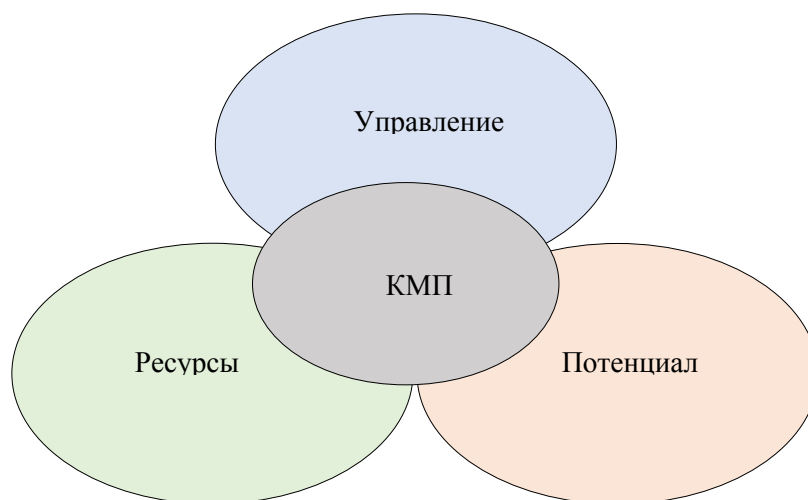 Управление
КМП
Ресурсы
Потенциал